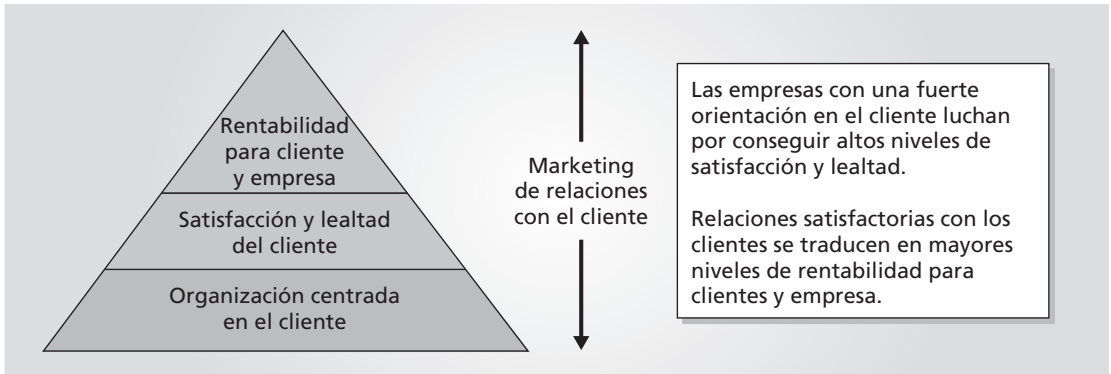 Rentabilidad
para cliente
y empresa
Satisfacción y lealtad
del cliente
Organización centrada
en el cliente
Marketing
de relaciones
con el cliente
Las empresas con una fuerte
orientación en el cliente luchan
por conseguir altos niveles de
satisfacción y lealtad.
Relaciones satisfactorias con los
clientes se traducen en mayores
niveles de rentabilidad para
clientes y empresa.